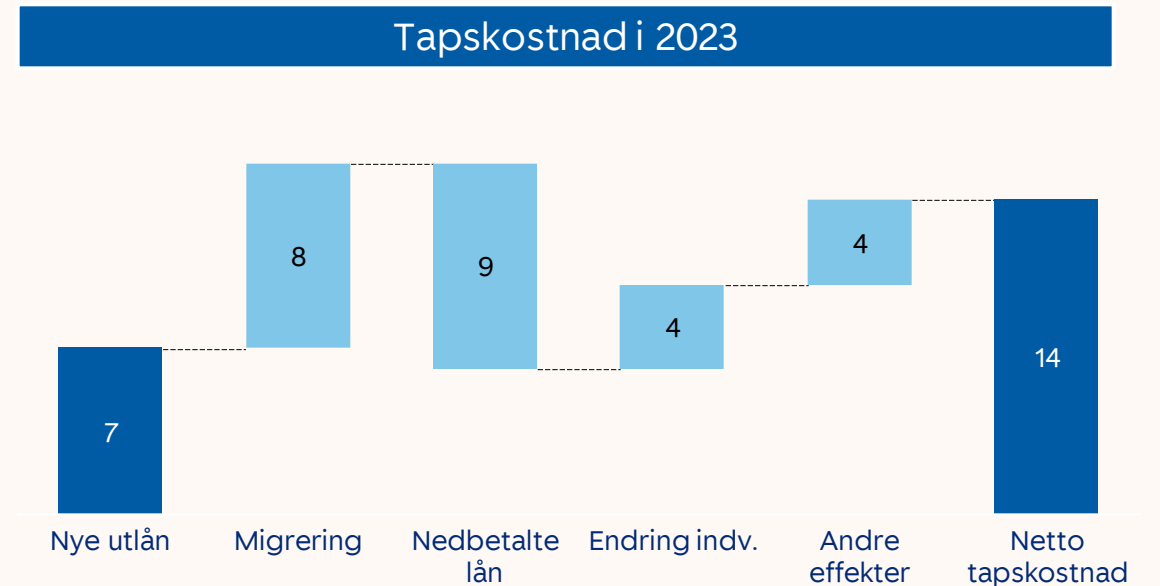 Tapskostnad i 2023
8
9
4
4
14
7
Nye utlån
Migrering
Nedbetalte
lån
Endring indv.
Andre
effekter
Netto
tapskostnad